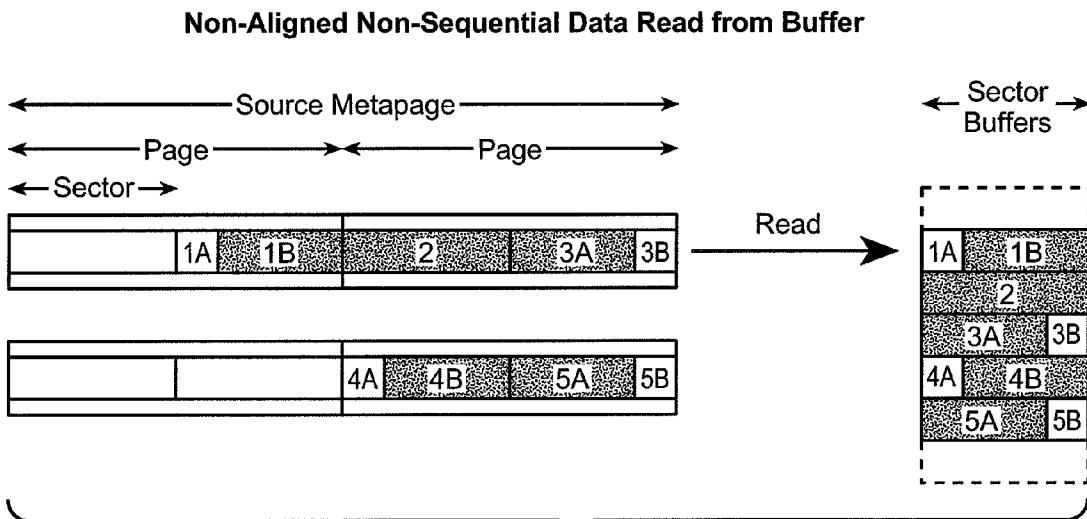 Non-Aligned Non-Sequential Data Read from Buffer
Source Metapage
Sector
Buffers
Page
Page
Sector
Read
1A
1B
2
3A
3B
1A
1B
2
3A
3B
4A
4B
5A
5B
4A
4B
5A
5B